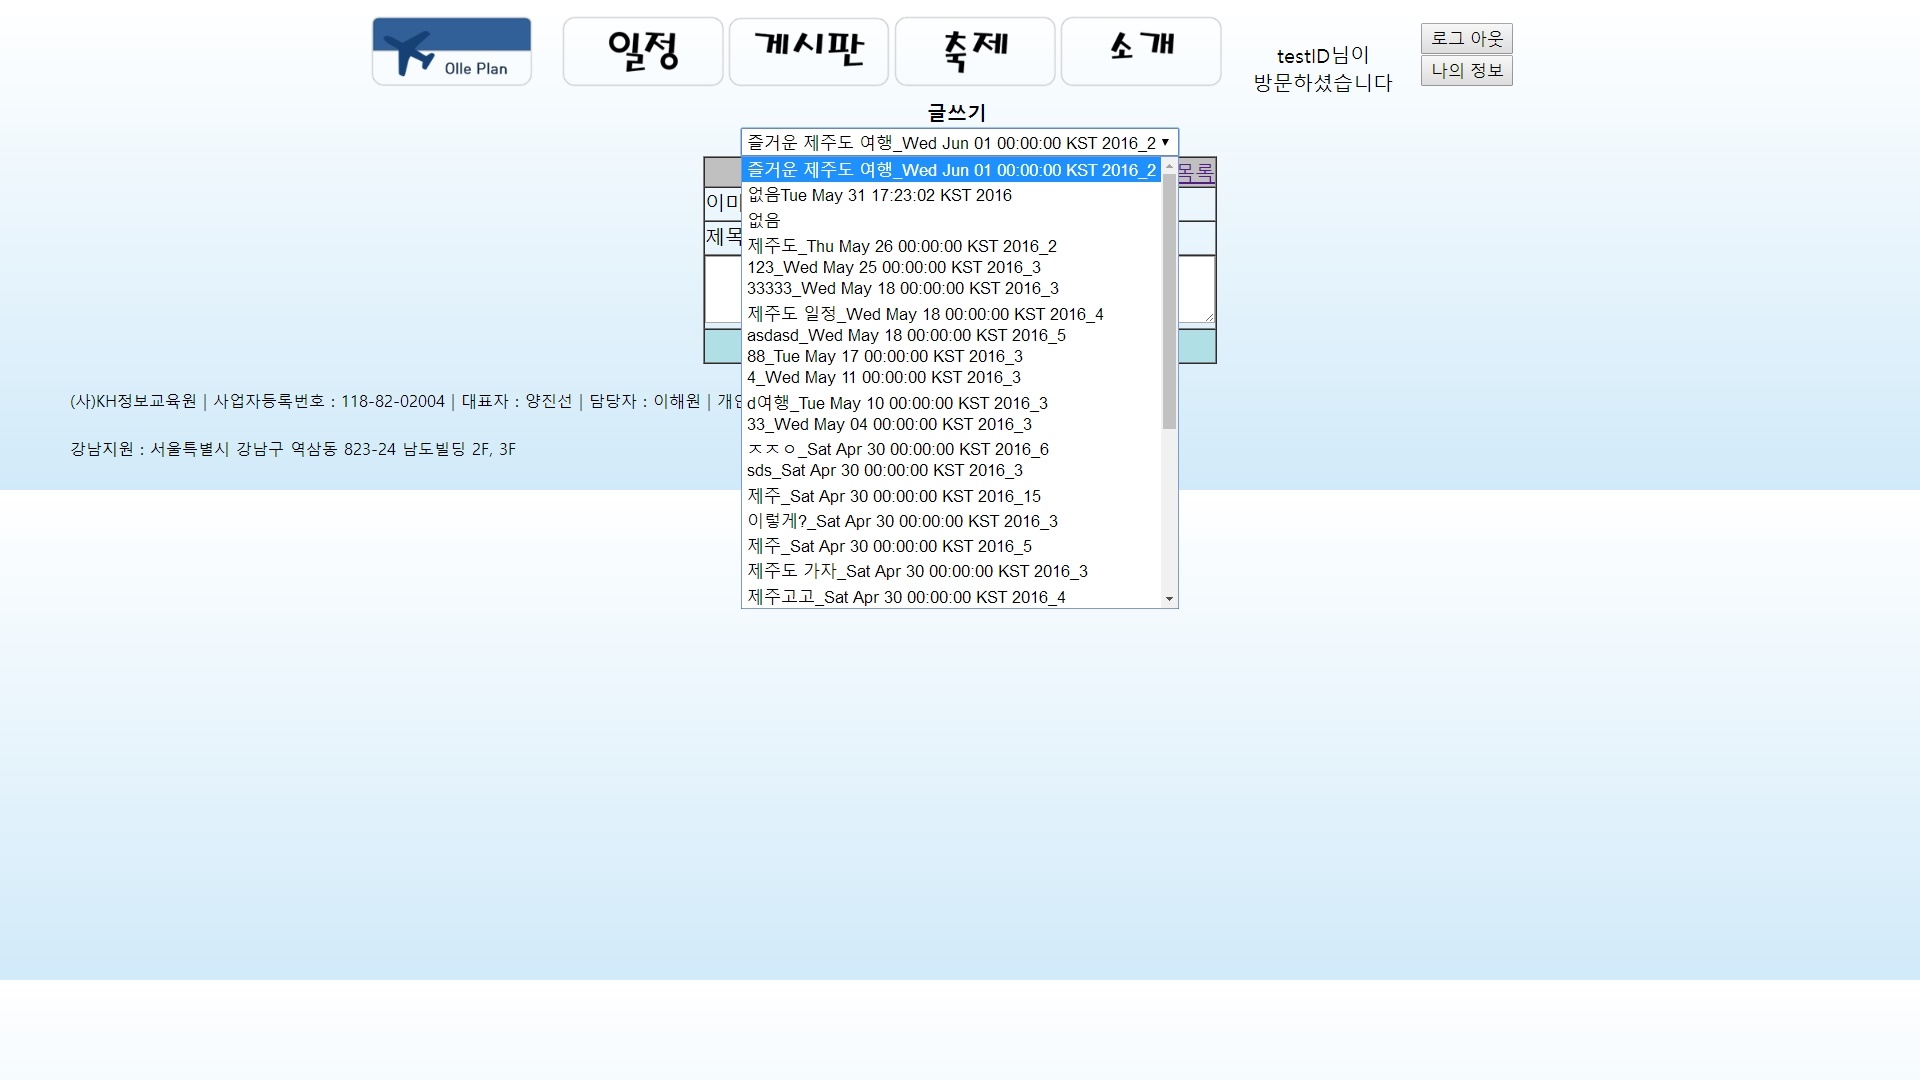 Olle Plan
일정
게시판
축제
소개
testID님이
방문하셨습니다
로그 아웃
나의 정보
글쓰기
즐거운 제주도 여행_Wed Jun 01 00:00:00 KST 2016_2
목록
즐거운 제주도 여행_Wed Jun 01 00:00:00 KST 2016_2
없음Tue May 31 17:23:02 KST 2016
없음
제주도_Thu May 26 00:00:00 KST 2016_2
123_Wed May 25 00:00:00 KST 2016_3
33333_Wed May 18 00:00:00 KST 2016_3
제주도 일정_Wed May 18 00:00:00 KST 2016_4
asdasd_Wed May 18 00:00:00 KST 2016_5
88_Tue May 17 00:00:00 KST 2016_3
4_Wed May 11 00:00:00 KST 2016_3
d여행_Tue May 10 00:00:00 KST 2016_3
33_Wed May 04 00:00:00 KST 2016_3
ㅈㅈㅇ_Sat Apr 30 00:00:00 KST 2016_6
sds_Sat Apr 30 00:00:00 KST 2016_3
제주_Sat Apr 30 00:00:00 KST 2016_15
이렇게?_Sat Apr 30 00:00:00 KST 2016_3
제주_Sat Apr 30 00:00:00 KST 2016_5
제주도 가자_Sat Apr 30 00:00:00 KST 2016_3
제주고고_Sat Apr 30 00:00:00 KST 2016_4
제목
(사)KH정보교육원 | 사업자등록번호 : 118-82-02004 | 대표자 : 양진선 | 담당자 : 이해원 |
강남지원 : 서울특별시 강남구 역삼동 823-24 남도빌딩 2F, 3F